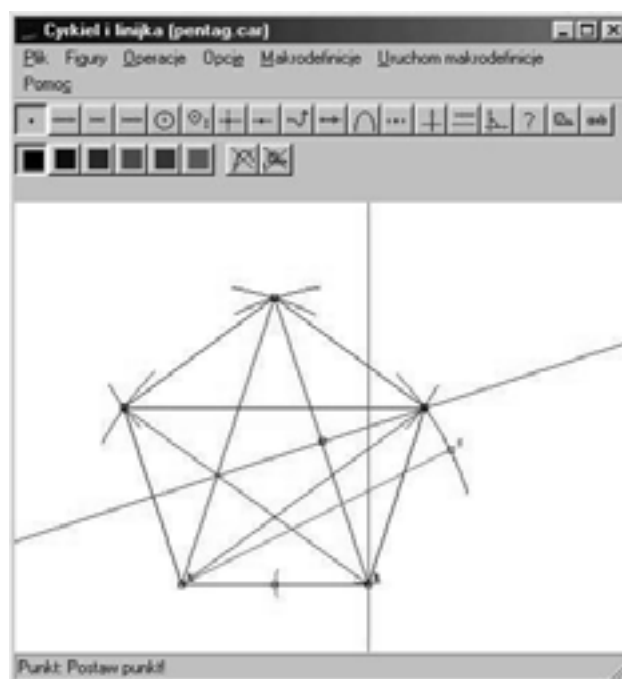 Cyrkiel i linijka (pentag.car)
Plik Figury Operacje Opcje Makrodefinicje Uruchom makrodefinicje
Pomoc
Punkt: Postaw punkt!